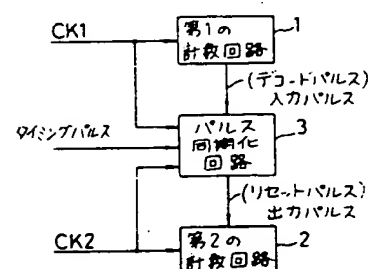 CK1
第1の
計数回路
1
(デコードパルス)
入力パルス
タイミングパルス
パルス
同期化
回路
3
(リセットパルス)
出力パルス
CK2
第2の
計数回路
2